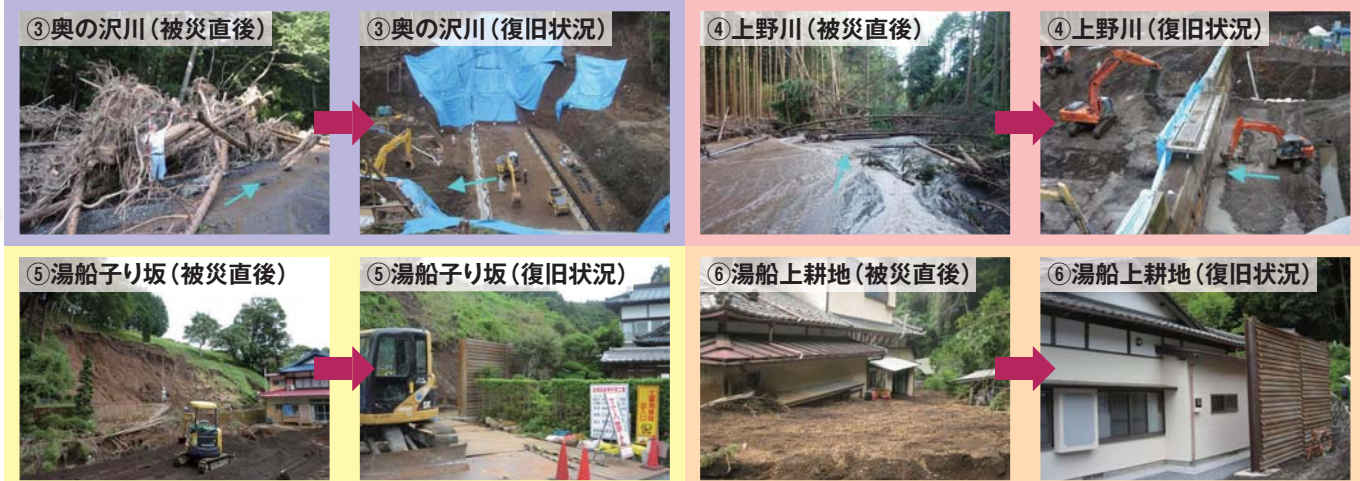 ③奥の沢川(被災直後)
③奥の沢川(復旧状況)
④上野川(被災直後)
④上野川(復旧状況)
⑤湯船子り坂(被災直後)
⑤湯船子り坂(復旧状況)
⑥湯船上耕地(被災直後)
⑥湯船上耕地(復旧状況)